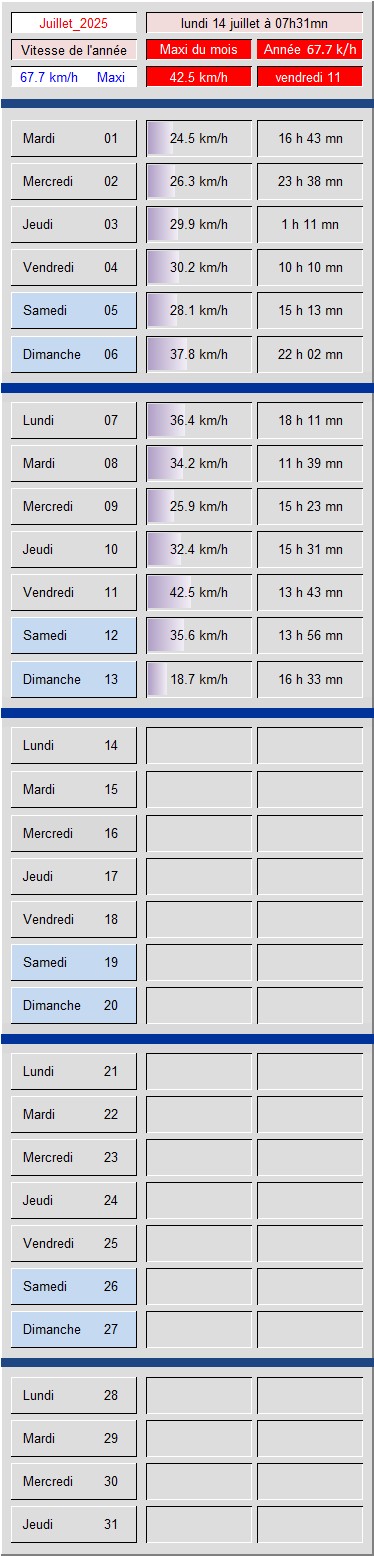 Juillet_2025 lundi 14 juillet à 07h31mn
Vitesse de l'année Maxi du mois Année 67.7 k/h
67.7 km/h Maxi 42.5 km/h vendredi 11
Mardi 01 24.5 km/h 16 h 43 mn
Mercredi 02 26.3 km/h 23 h 38 mn
Jeudi 03 29.9 km/h 1 h 11 mn
Vendredi 04 30.2 km/h 10 h 10 mn
Samedi 05 28.1 km/h 15 h 13 mn
Dimanche 06 37.8 km/h 22 h 02 mn
Lundi 07 36.4 km/h 18 h 11 mn
Mardi 08 34.2 km/h 11 h 39 mn
Mercredi 09 25.9 km/h 15 h 23 mn
Jeudi 10 32.4 km/h 15 h 31 mn
Vendredi 11 42.5 km/h 13 h 43 mn
Samedi 12 35.6 km/h 13 h 56 mn
Dimanche 13 18.7 km/h 16 h 33 mn
Lundi 14
Mardi 15
Mercredi 16
Jeudi 17
Vendredi 18
Samedi 19
Dimanche 20
Lundi 21
Mardi 22
Mercredi 23
Jeudi 24
Vendredi 25
Samedi 26
Dimanche 27
Lundi 28
Mardi 29
Mercredi 30
Jeudi 31